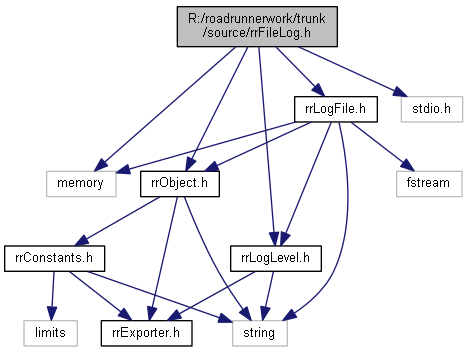 R:/roadrunnerwork/trunk
/source/rrFileLog.h
rrLogFile.h
stdio.h
memory
rrObject.h
fstream
rrConstants.h
rrLogLevel.h
limits
rrExporter.h
string